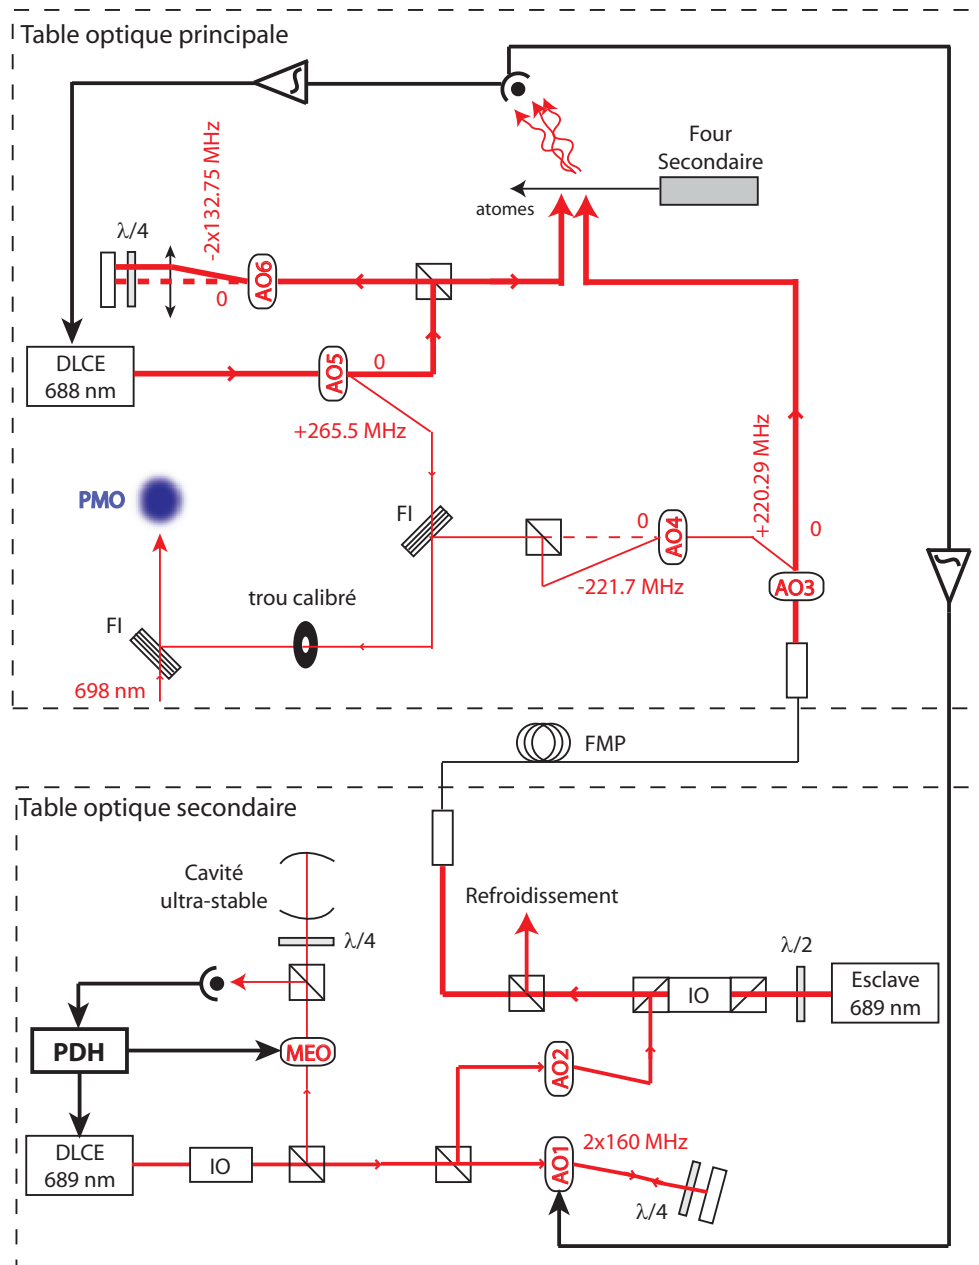 Table optique principale
Four
Secondaire
atomes
-2x132.75 MHz
λ/4
0
AO6
DLCE
688 nm
AO5
0
+265.5 MHz
+220.29 MHz
PMO
FI
0
AO4
0
-221.7 MHz
AO3
trou calibré
FI
698 nm
FMP
Table optique secondaire
Cavité
ultra-stable
Refroidissement
λ/4
λ/2
IO
Esclave
689 nm
PDH
MEO
AO2
DLCE
689 nm
IO
AO1
2x160 MHz
λ/4